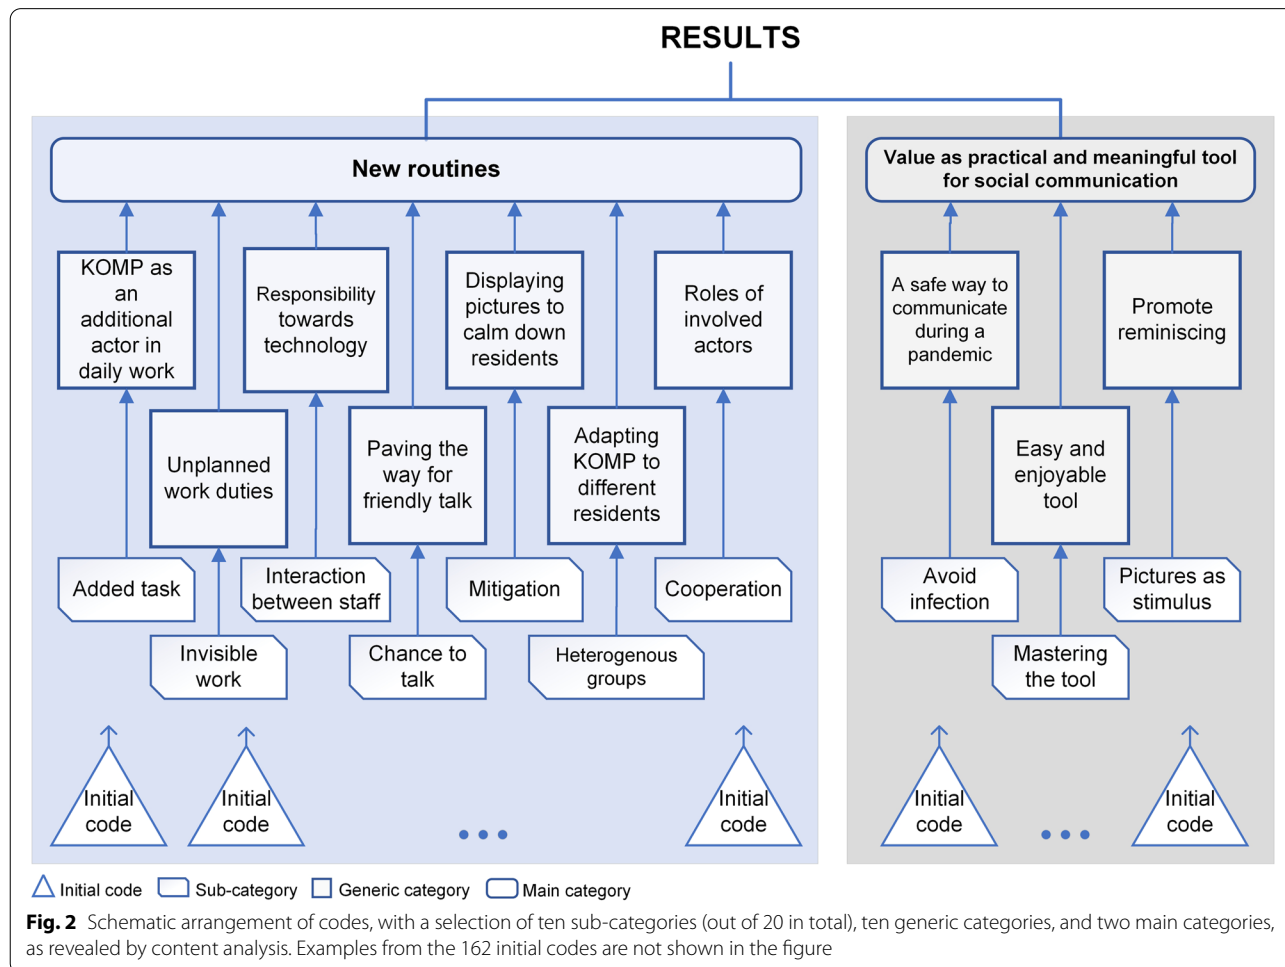 RESULTS
New routines
Value as practical and meaningful tool
for social communication
KOMP as
an
additional
actor in
daily work
Responsibility
towards
technology
Displaying
pictures to
calm down
residents
Roles of
involved
actors
A safe way to
communicate
during a
pandemic
Promote
reminiscing
Unplanned
work duties
Paving the
way for
friendly talk
Adapting
KOMP to
different
residents
Easy and
enjoyable
tool
Added task
Interaction
between staff
Mitigation
Cooperation
Avoid
infection
Pictures as
stimulus
Invisible
work
Chance to
talk
Heterogenous
groups
Mastering
the tool
Initial
code
Initial
code
...
Initial
code
Initial
code
...
Initial
code
Initial code
Sub-category
Generic category
Main category
Fig. 2 Schematic arrangement of codes, with a selection of ten sub-categories (out of 20 in total), ten generic categories, and two main categories,
as revealed by content analysis. Examples from the 162 initial codes are not shown in the figure